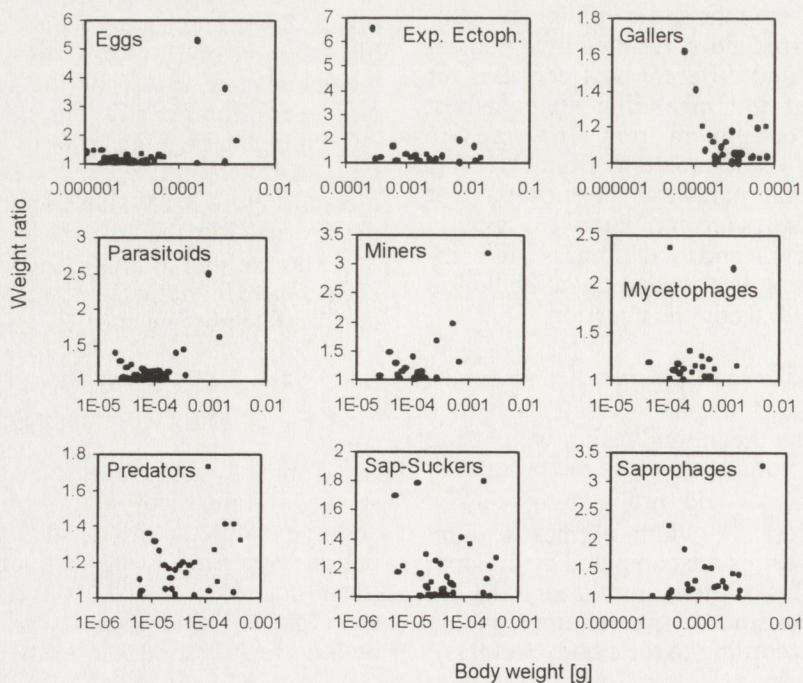 Eggs
6
5
4
3
2
1
0.0000001 0.0001 0.01
Exp. Ectoph.
7
6
5
4
3
2
1
0.0001 0.001 0.01 0.1
Gallers
1.8
1.6
1.4
1.2
1
0.0000001 0.00001 0.0001
Weight ratio
Parasitoids
3
2.5
2
1.5
1
1E-05 1E-04 0.001 0.01
Miners
3.5
3
2.5
2
1.5
1
1E-05 1E-04 0.001 0.01
Mycetophages
2.5
2
1.5
1
1E-05 1E-04 0.001 0.01
Predators
1.8
1.6
1.4
1.2
1
1E-06 1E-05 1E-04 0.001
Sap-Suckers
2
1.8
1.6
1.4
1.2
1
1E-06 1E-05 1E-04 0.001
Saprophages
3.5
3
2.5
2
1.5
1
0.000001 0.0001 0.01
Body weight [g]